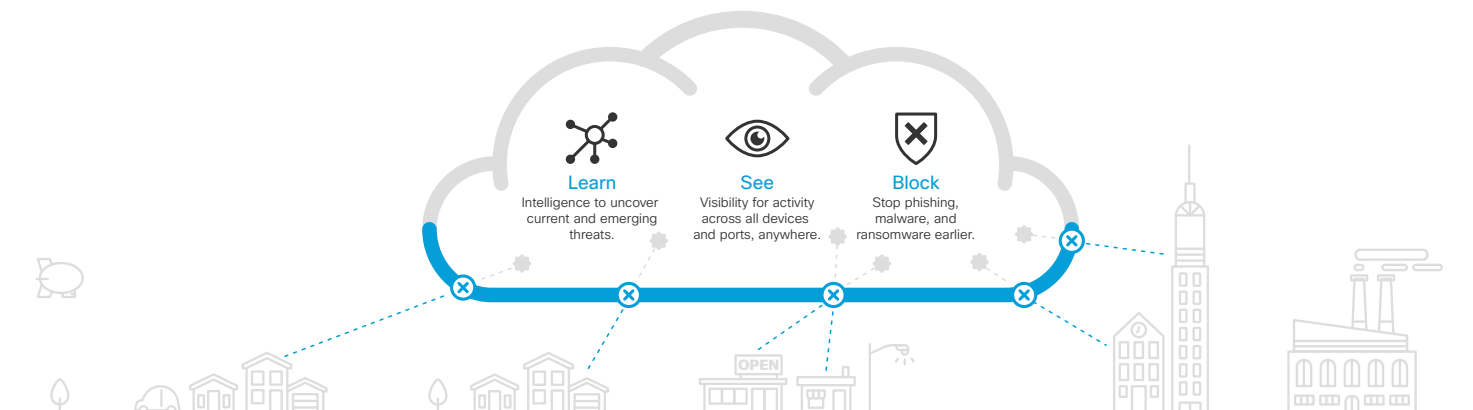 Learn
Intelligence to uncover
current and emerging
threats.
See
Visibility for activity
across all devices
and ports, anywhere.
Block
Stop phishing,
malware, and
ransomware earlier.
OPEN